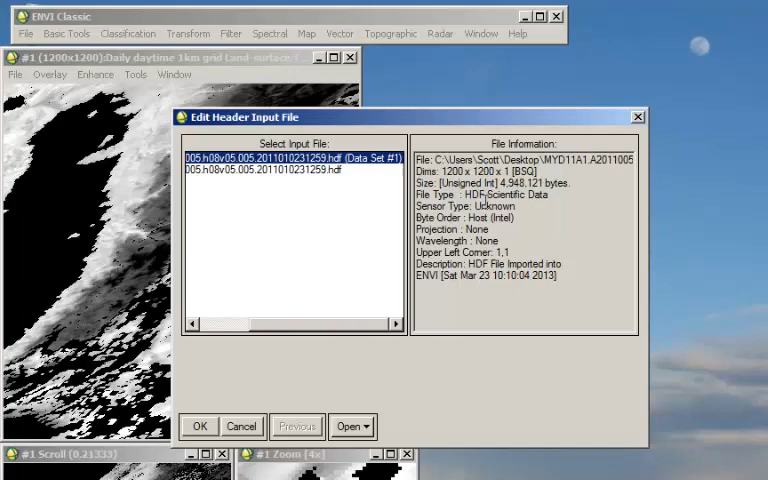 ENVI Classic
File Basic Tools Classification Transform Filter Spectral Map Vector Topographic Radar Window Help
#1 (1200x1200):Daily daytime 1km grid Land-surface
File Overlay Enhance Tools Window
Edit Header Input File
Select Input File:
005.h08v05.005.2011010231259.hdf (Data Set #1)
005.h08v05.005.2011010231259.hdf
File Information:
File: C:\Users\Scott\Desktop\MYD11A1.A2011005
Dims: 1200 x 1200 x 1 [BSQ]
Size: [Unsigned Int] 4,948,121 bytes.
File Type : HDF Scientific Data
Sensor Type: Unknown
Byte Order : Host (Intel)
Projection : None
Wavelength : None
Upper Left Corner: 1,1
Description: HDF File Imported into
ENVI [Sat Mar 23 10:10:04 2013]
OK Cancel Previous Open
#1 Scroll (0.21333)
#1 Zoom [4x]